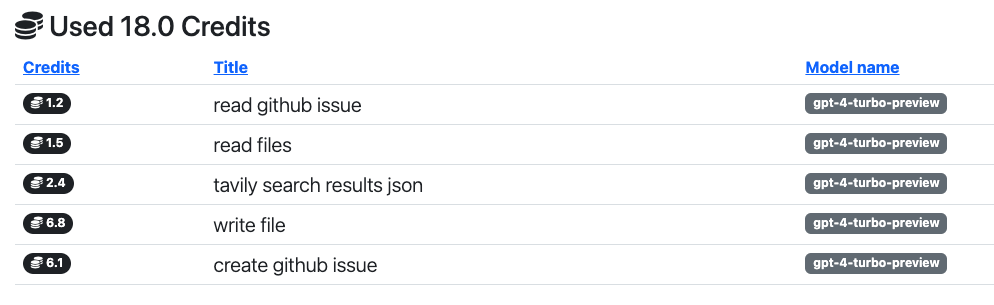 Used 18.0 Credits
Credits Title Model name
1.2 read github issue gpt-4-turbo-preview
1.5 read files gpt-4-turbo-preview
2.4 tavily search results json gpt-4-turbo-preview
6.8 write file gpt-4-turbo-preview
6.1 create github issue gpt-4-turbo-preview